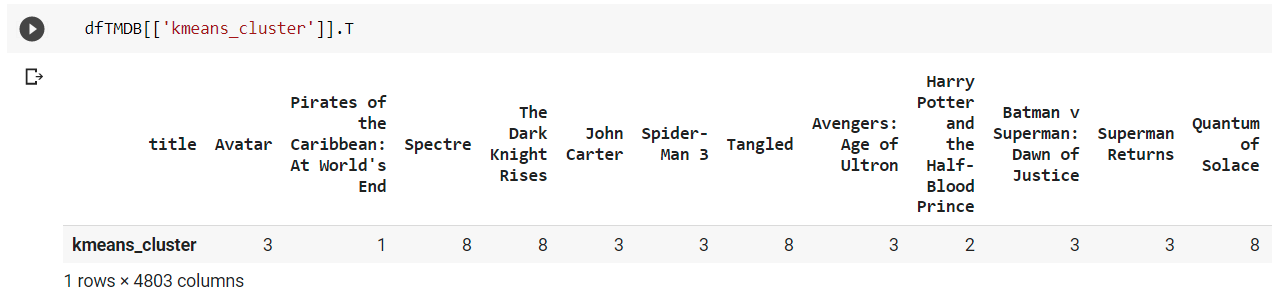 dfTMDB[['kmeans_cluster']].T
title
Avatar
Pirates of
the
Caribbean:
At World's
End
Spectre
The
Dark
Knight
Rises
John
Carter
Spider-
Man 3
Tangled
Avengers:
Age of
Ultron
Harry
Potter
and
the
Half-
Blood
Prince
Batman v
Superman:
Dawn of
Justice
Superman
Returns
Quantum
of
Solace
kmeans_cluster 3 1 8 8 3 3 8 3 2 3 3 8
1 rows × 4803 columns